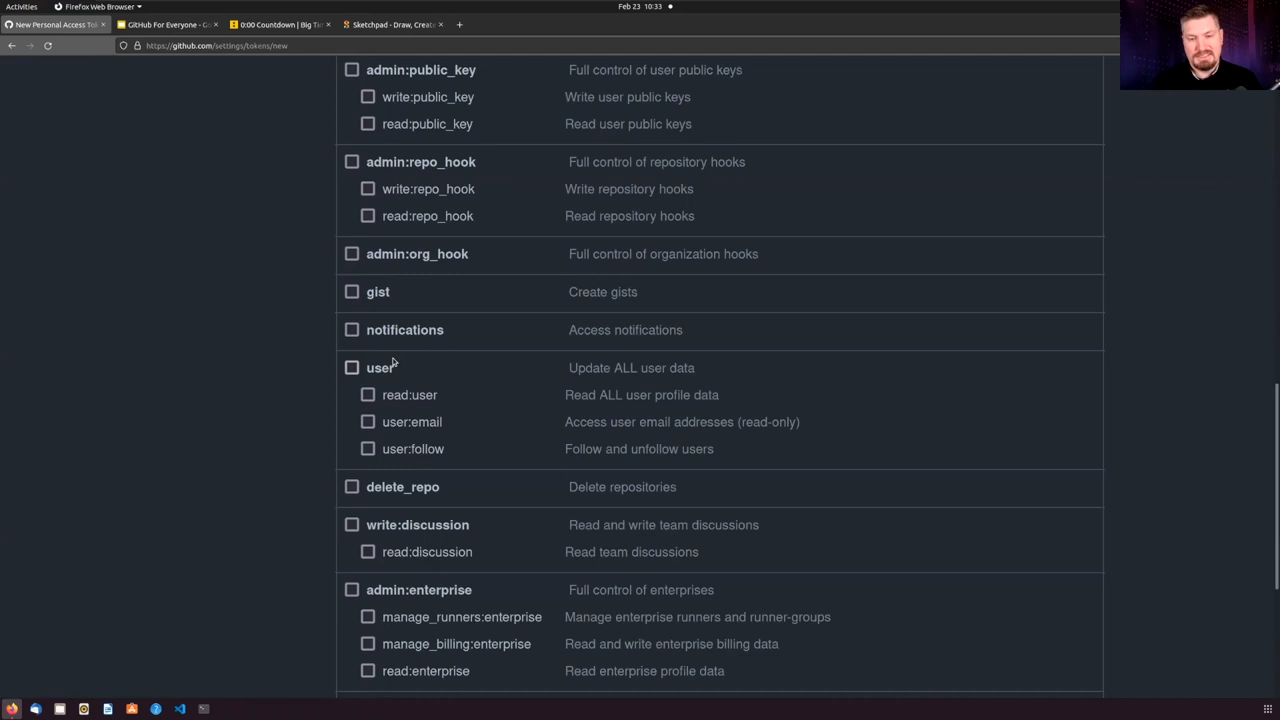 Activities
Firefox Web Browser
Feb 23 10:33
New Personal Access To
GitHub For Everyone - G
0:00 Countdown | Big Ti
Sketchpad - Draw, Create
https://github.com/settings/tokens/new
admin:public_key Full control of user public keys
write:public_key Write user public keys
read:public_key Read user public keys
admin:repo_hook Full control of repository hooks
write:repo_hook Write repository hooks
read:repo_hook Read repository hooks
admin:org_hook Full control of organization hooks
gist Create gists
notifications Access notifications
user Update ALL user data
read:user Read ALL user profile data
user:email Access user email addresses (read-only)
user:follow Follow and unfollow users
delete_repo Delete repositories
write:discussion Read and write team discussions
read:discussion Read team discussions
admin:enterprise Full control of enterprises
manage_runners:enterprise Manage enterprise runners and runner-groups
manage_billing:enterprise Read and write enterprise billing data
read:enterprise Read enterprise profile data